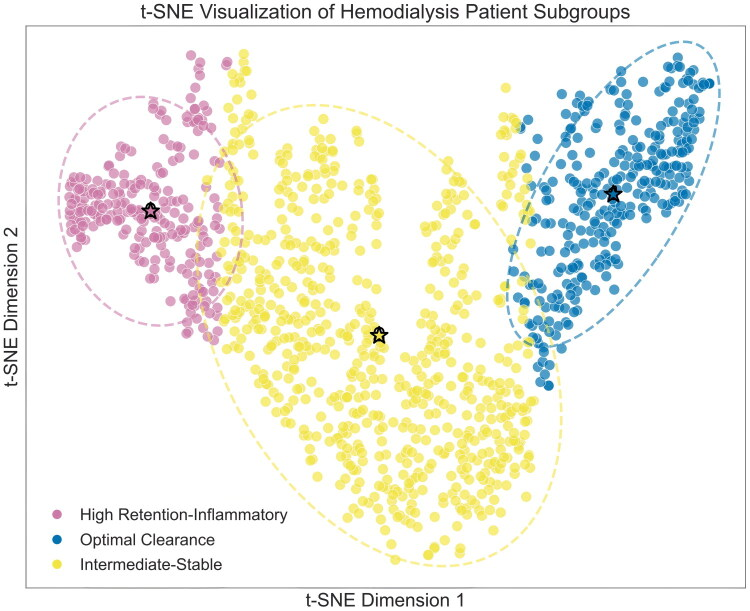 t-SNE Visualization of Hemodialysis Patient Subgroups
t-SNE Dimension 2
High Retention-Inflammatory
Optimal Clearance
Intermediate-Stable
t-SNE Dimension 1